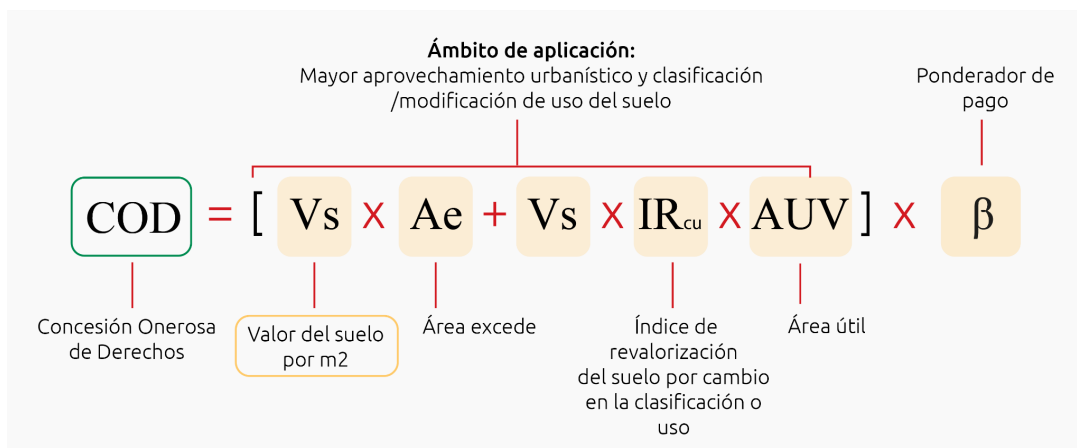 Ámbito de aplicación:
Mayor aprovechamiento urbanístico y clasificación
/modificación de uso del suelo
Ponderador de
pago
COD = [ Vs x Ae + Vs x IRcu x AUV ] x β
Concesión Onerosa
de Derechos
Valor del suelo
por m2
Área excede
Índice de
revalorización
del suelo por cambio
en la clasificación o
uso
Área útil